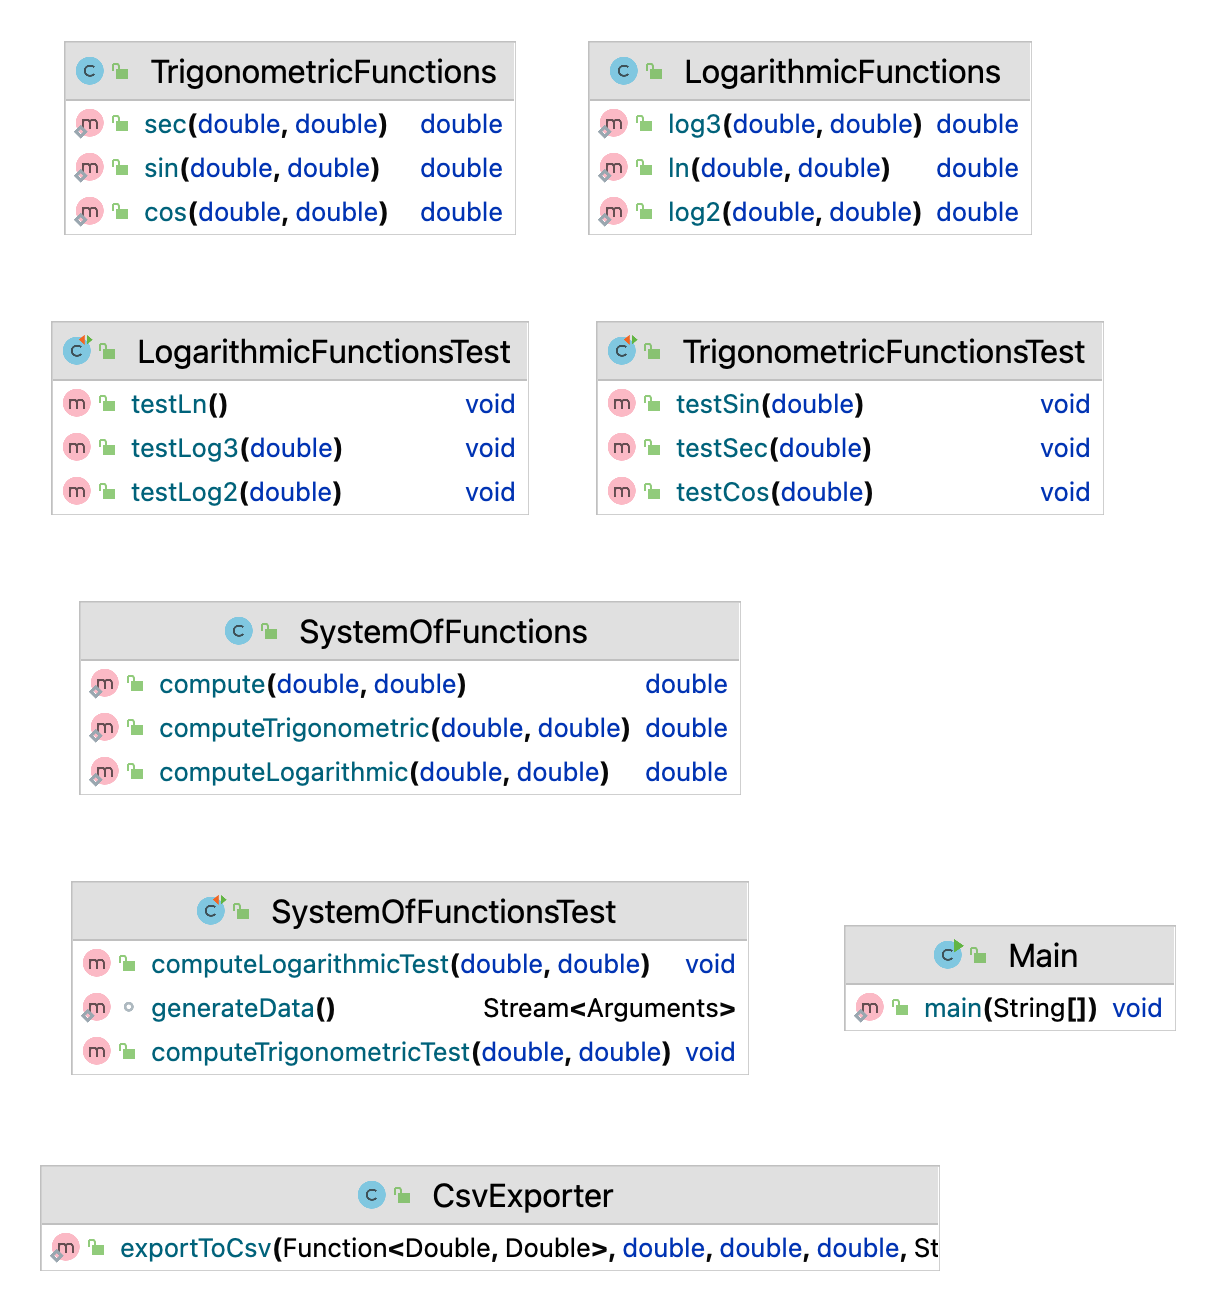 TrigonometricFunctions
sec(double, double) double
sin(double, double) double
cos(double, double) double
LogarithmicFunctions
log3(double, double) double
ln(double, double) double
log2(double, double) double
LogarithmicFunctionsTest
testLn() void
testLog3(double) void
testLog2(double) void
TrigonometricFunctionsTest
testSin(double) void
testSec(double) void
testCos(double) void
SystemOfFunctions
compute(double, double) double
computeTrigonometric(double, double) double
computeLogarithmic(double, double) double
SystemOfFunctionsTest
computeLogarithmicTest(double, double) void
generateData() Stream<Arguments>
computeTrigonometricTest(double, double) void
Main
main(String[]) void
CsvExporter
exportToCsv(Function<Double, Double>, double, double, double, St